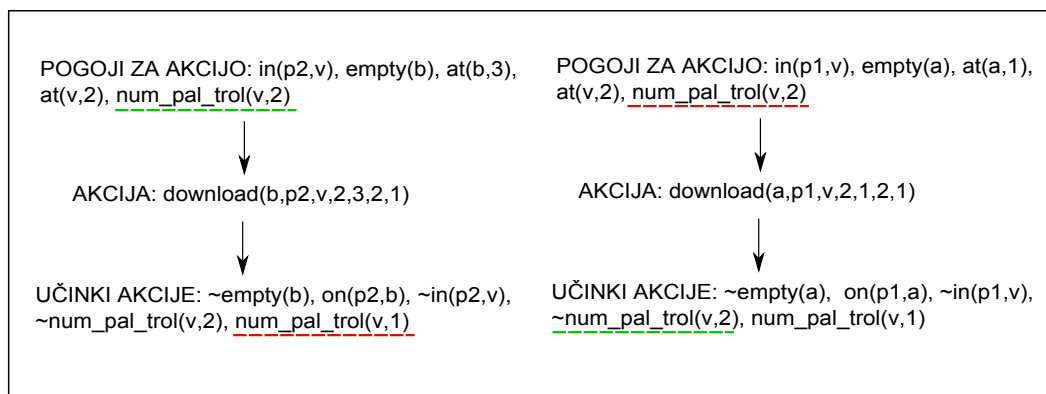 POGOJI ZA AKCIJO: in(p2,v), empty(b), at(b,3),
at(v,2), num_pal_trol(v,2)
AKCIJA: download(b,p2,v,2,3,2,1)
UČINKI AKCIJE: ~empty(b), on(p2,b), ~in(p2,v),
~num_pal_trol(v,2), num_pal_trol(v,1)
POGOJI ZA AKCIJO: in(p1,v), empty(a), at(a,1),
at(v,2), num_pal_trol(v,2)
AKCIJA: download(a,p1,v,2,1,2,1)
UČINKI AKCIJE: ~empty(a), on(p1,a), ~in(p1,v),
~num_pal_trol(v,2), num_pal_trol(v,1)